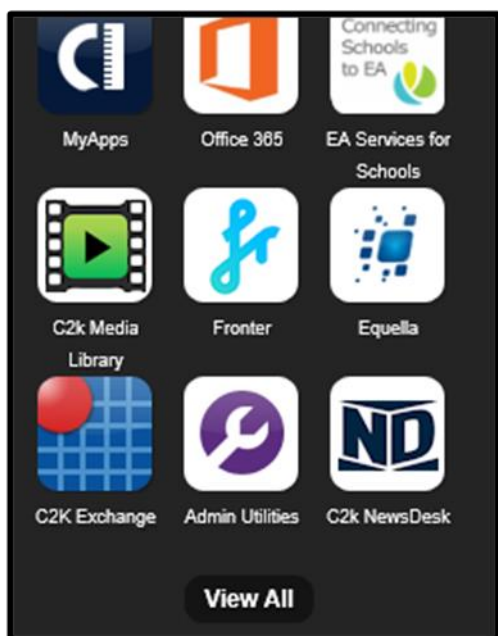 Connecting
Schools
to EA
MyApps
Office 365
EA Services for
Schools
C2k Media
Library
Fronter
Equella
ND
C2K Exchange
Admin Utilities
C2k NewsDesk
View All